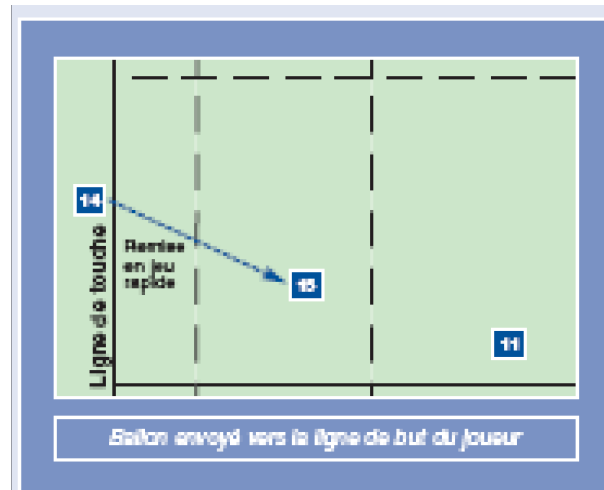 14
Ligne de touche
Remise
en jeu
rapide
15
11
Ballon envoyé vers la ligne de but du joueur